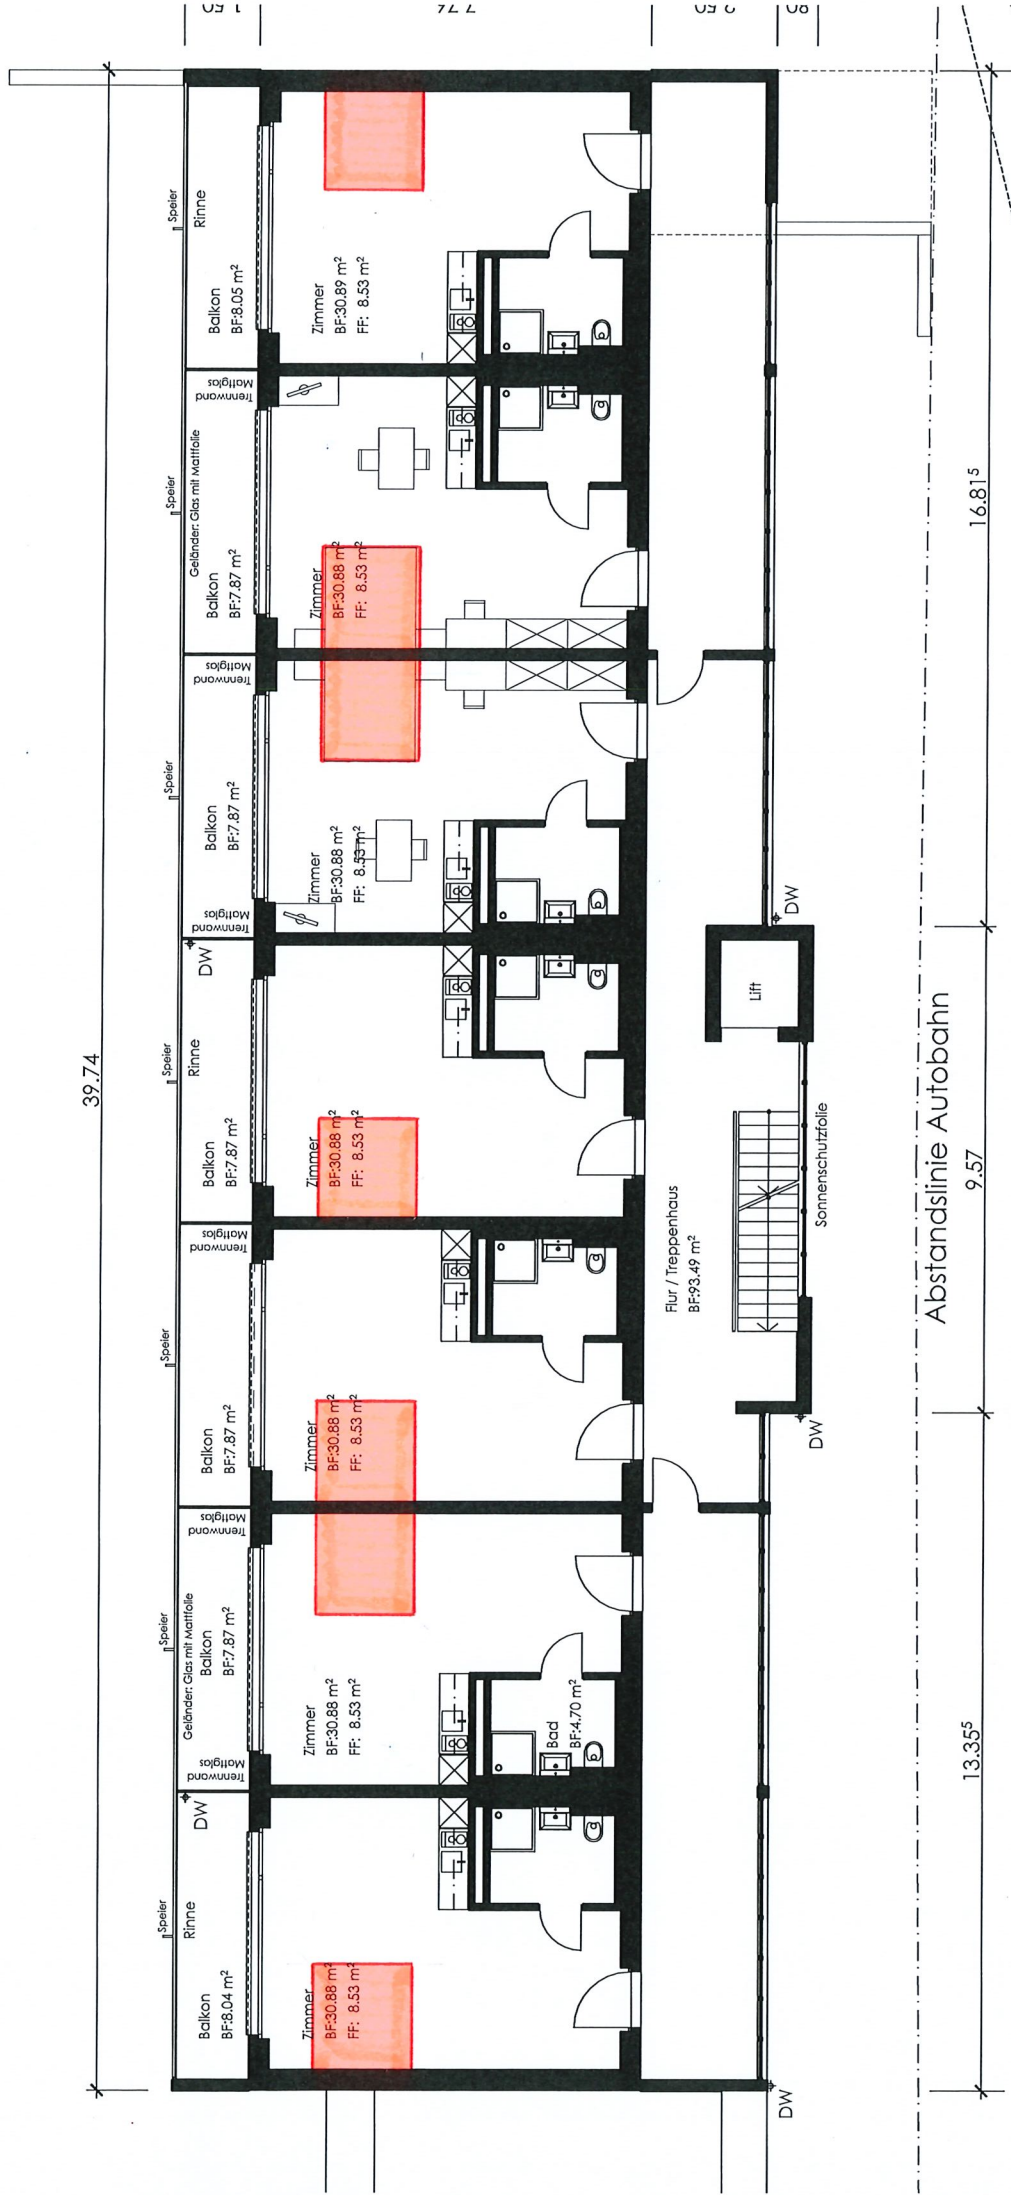 1.50
7.74
2.50
80
39.74
Speier
Rinne
Balkon
BF:8.05 m²
Zimmer
BF:30.89 m²
FF: 8.53 m²
Trennwand
Mattglas
Speier
Geländer: Glas mit Mattfolie
Balkon
BF:7.87 m²
Zimmer
BF:30.88 m²
FF: 8.53 m²
16.81⁵
Trennwand
Mattglas
Speier
Balkon
BF:7.87 m²
Zimmer
BF:30.88 m²
FF: 8.53 m²
Trennwand
Mattglas
DW
DW
Lift
Speier
Rinne
Balkon
BF:7.87 m²
Zimmer
BF:30.88 m²
FF: 8.53 m²
Flur / Treppenhaus
BF:93.49 m²
Sonnenschutzfolie
Abstandslinie Autobahn
9.57
Trennwand
Mattglas
Speier
Balkon
BF:7.87 m²
Zimmer
BF:30.88 m²
FF: 8.53 m²
DW
Trennwand
Mattglas
Speier
Geländer: Glas mit Mattfolie
Balkon
BF:7.87 m²
Zimmer
BF:30.88 m²
FF: 8.53 m²
Bad
BF:4.70 m²
13.35⁵
Trennwand
Mattglas
DW
Speier
Rinne
Balkon
BF:8.04 m²
Zimmer
BF:30.88 m²
FF: 8.53 m²
DW